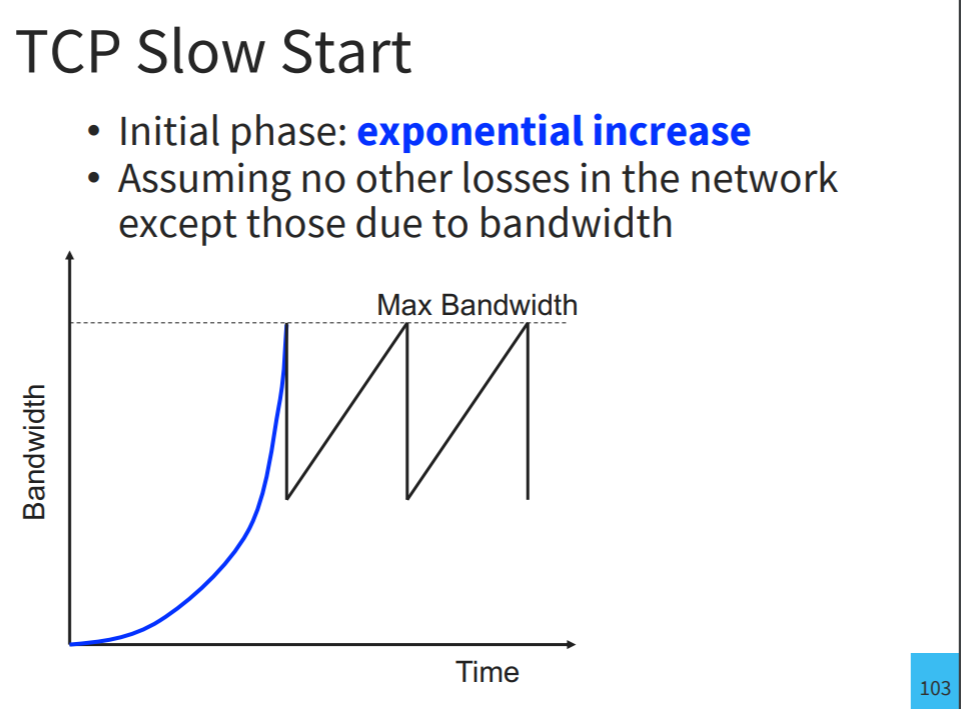 TCP Slow Start
• Initial phase: exponential increase
• Assuming no other losses in the network
except those due to bandwidth
Max Bandwidth
Bandwidth
Time
103